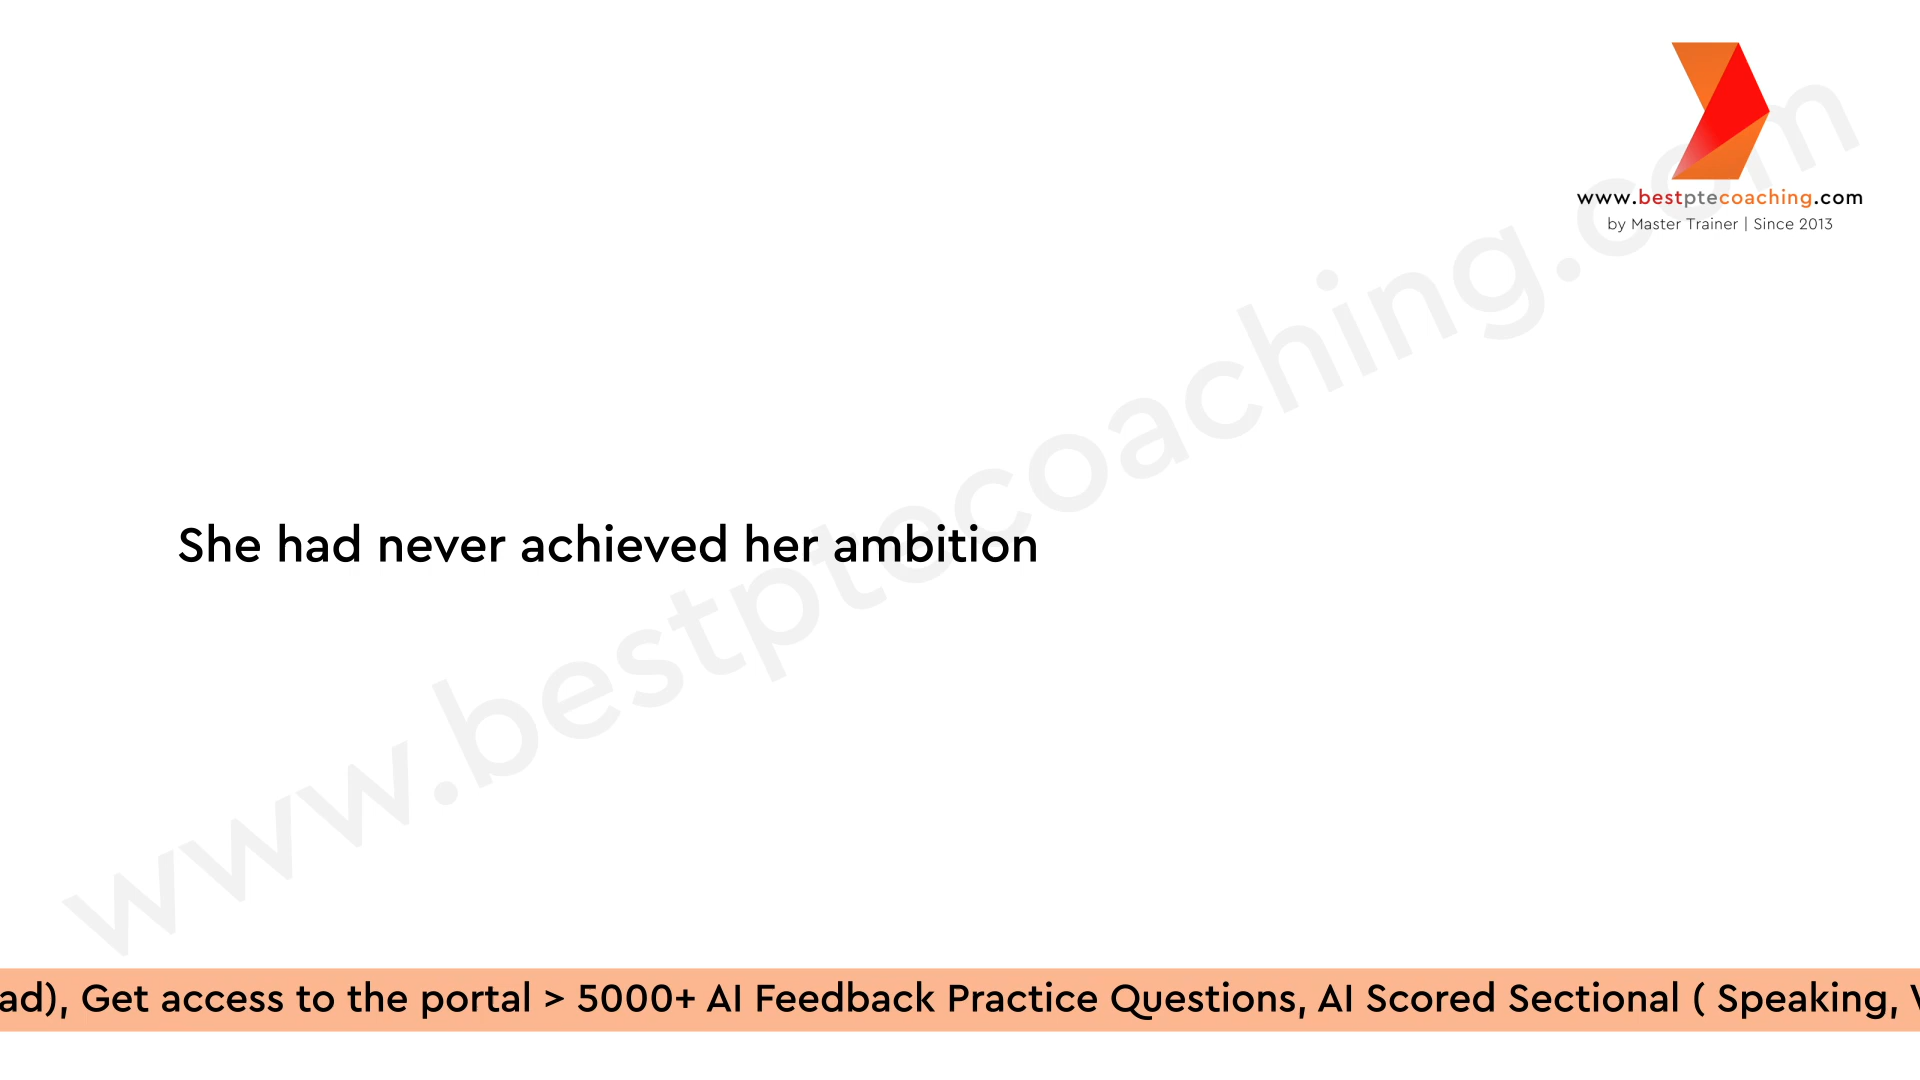 www.bestptecoaching.com
by Master Trainer | Since 2013
www.bestptecoaching.com
She had never achieved her ambition
ad), Get access to the portal > 5000+ AI Feedback Practice Questions, AI Scored Sectional ( Speaking,